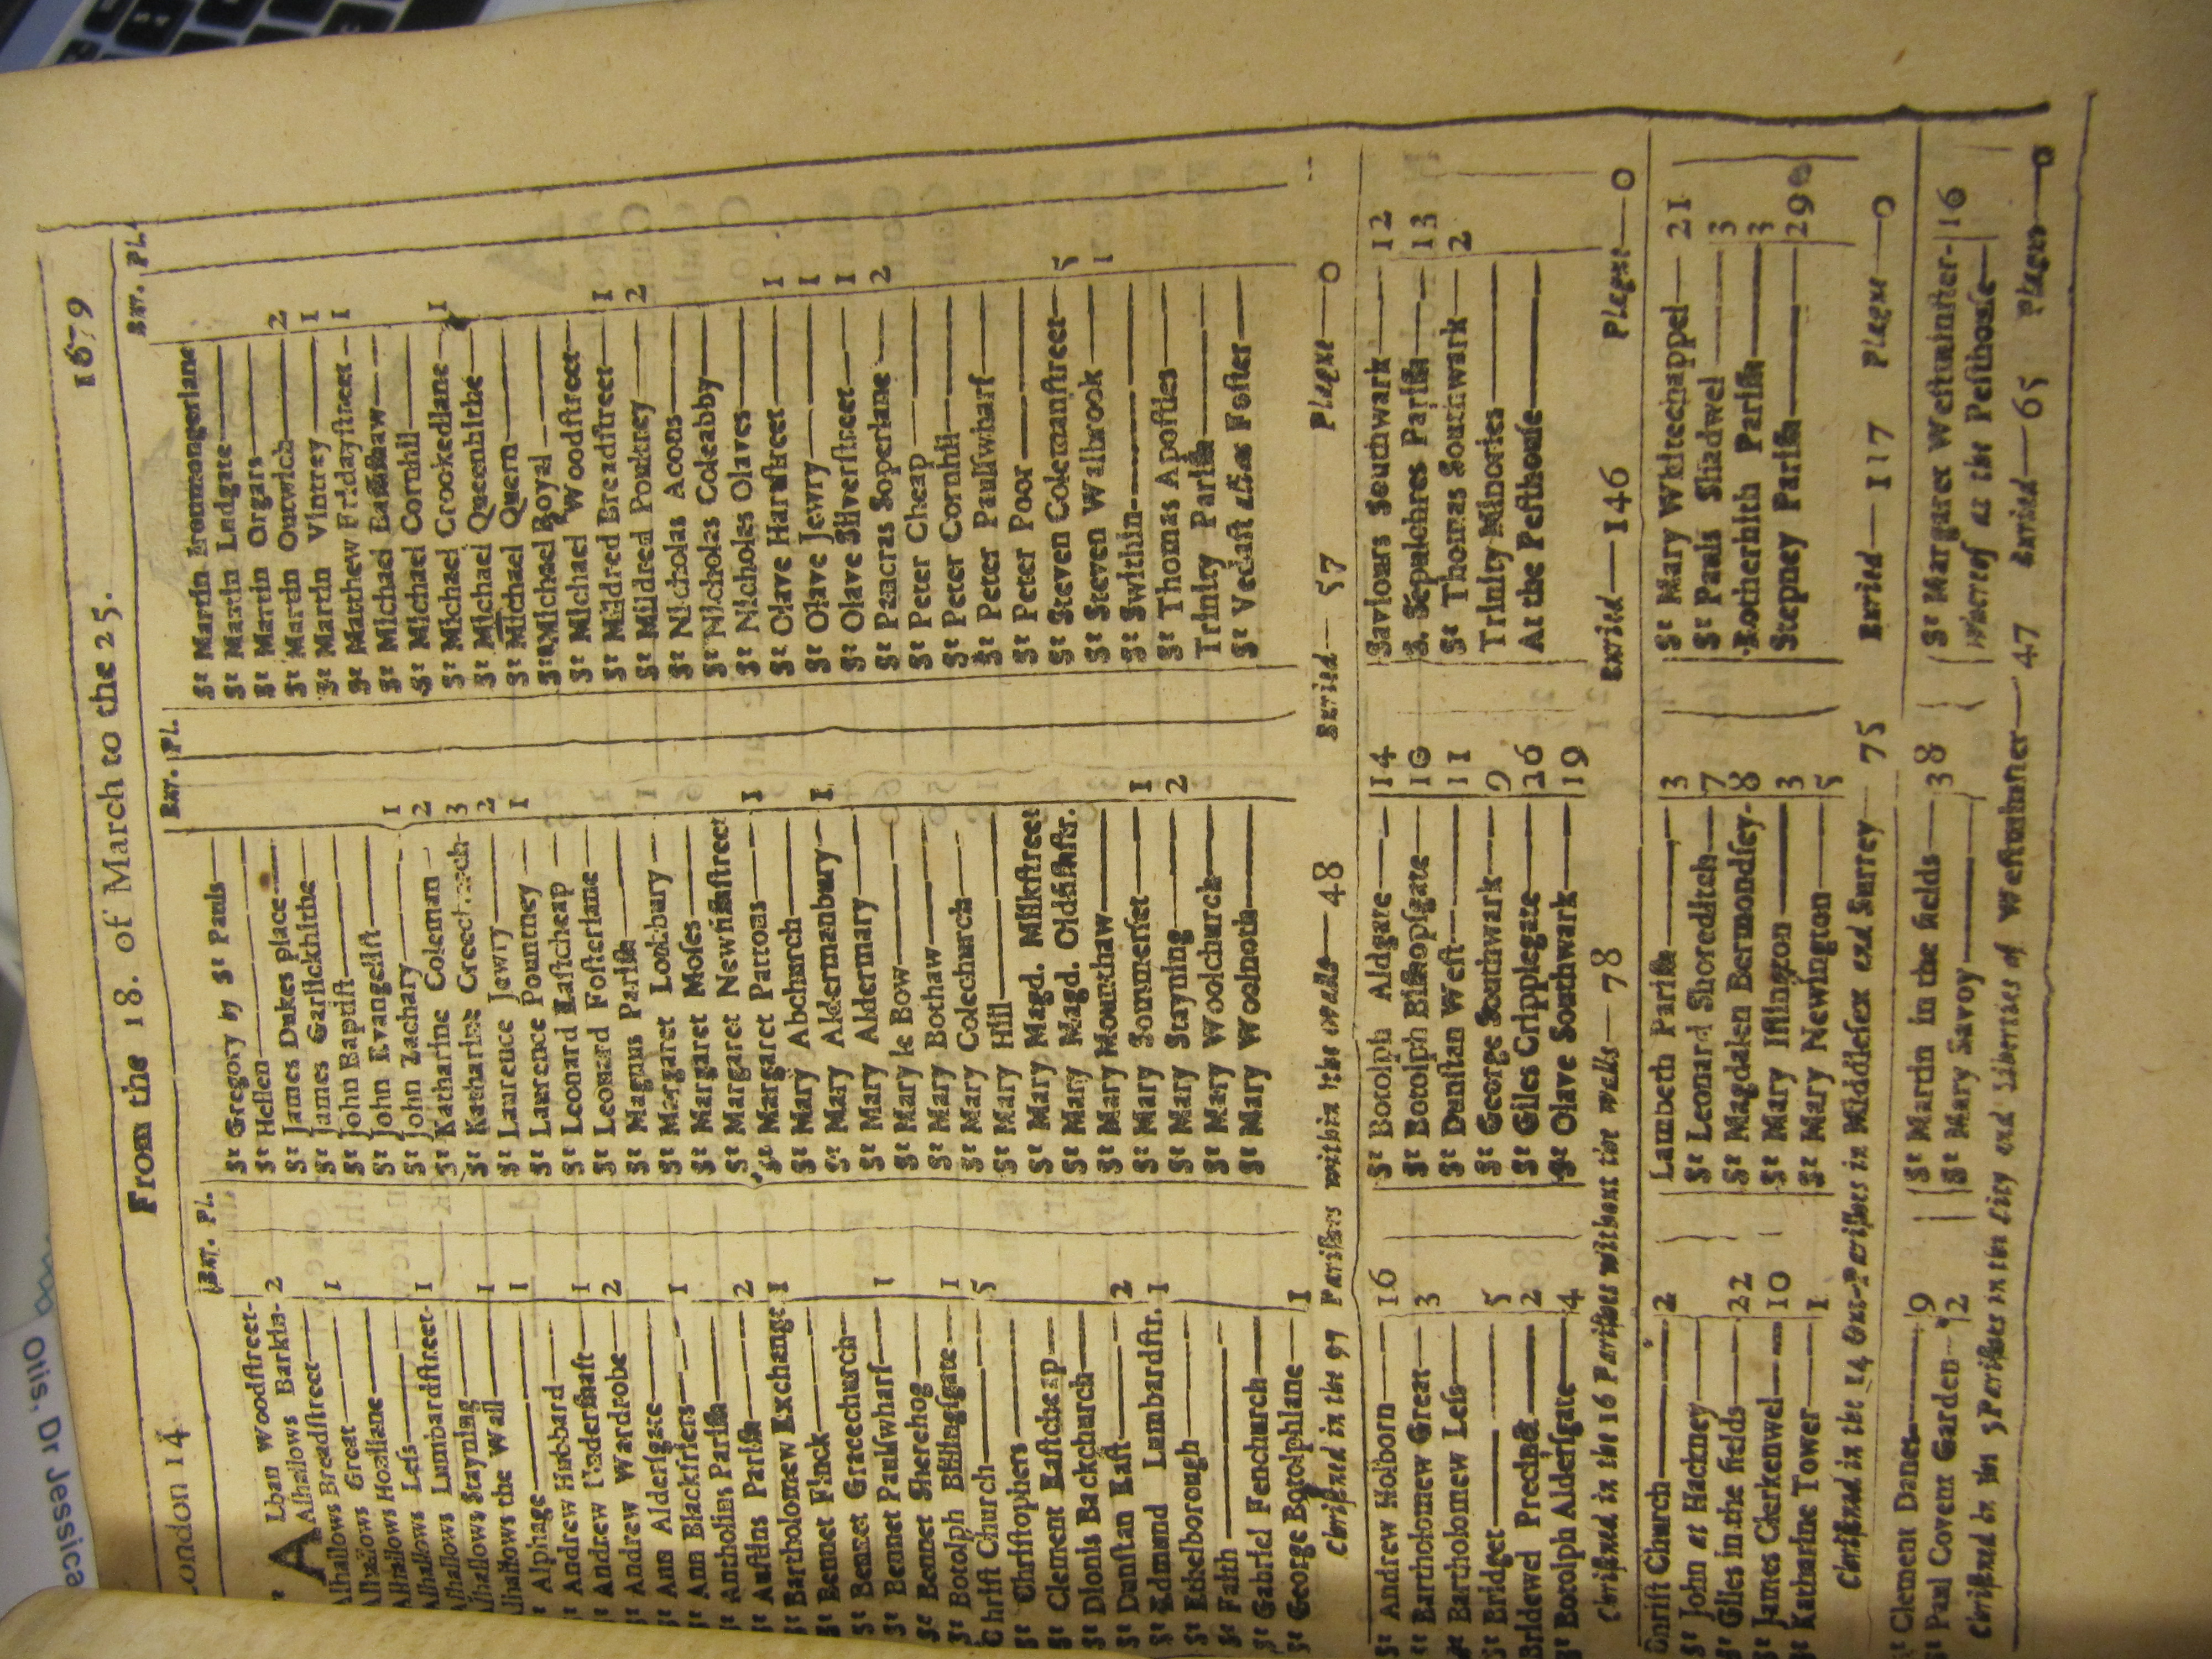 London 14 From the 18. of March to the 25. 1679
Bur. Pl.
St Alban Woodstreet-
Alhallows Barkin- 2
Alhallows Breadstreet—
Alhallows Great— 1
Alhallows Honilane—
Alhallows Less—
Alhallows Lumbardstreet- 1
Alhallows Stayning—
Alhallows the Wall— 1
St Alphage— 1
St Andrew Hubbard—
St Andrew Undershaft— 1
St Andrew Wardrobe— 2
St Ann Aldersgate—
St Ann Blackfriers— 1
St Antholins Parish—
St Austins Parish— 2
St Bartholomew Exchange 1
St Bennet Finck—
St Bennet Gracechurch—
St Bennet Paulswharf— 1
St Bennet Sherehog—
St Botolph Billingsgate— 1
Christ Church— 5
St Christophers—
St Clement Eastcheap—
St Dionis Backchurch—
St Dunstan East— 2
St Edmund Lumbardstr. 1
St Ethelborough—
St Faith—
St Gabriel Fenchurch—
St George Botolphlane— 1
Bur. Pl.
St Gregory by St Pauls—
St Hellen—
St James Dukes place—
St James Garlickhithe—
St John Baptist—
St John Evangelist—
St John Zachary— 1
St Katharine Coleman- 2
St Katharine Creechurch- 3
St Laurence Jewry— 2
St Laurence Pountney— 1
St Leonard Eastcheap
St Leonard Fosterlane—
St Magnus Parish—
St Margaret Lothbury—
St Margaret Moses—
St Margaret Newfishstreet
St Margaret Pattons— 1
St Mary Abchurch—
St Mary Aldermanbury— 1
St Mary Aldermary—
St Mary le Bow—
St Mary Bothaw—
St Mary Colechurch—
St Mary Hill—
St Mary Magd. Milkstreet
St Mary Magd. Oldfishstr.
St Mary Mounthaw—
St Mary Sommerset— 1
St Mary Stayning— 2
St Mary Woolchurch—
St Mary Woolnoth—
Bur. Pl.
St Martin Ironmongerlane
St Martin Ludgate—
St Martin Orgars—
St Martin Outwich— 2
St Martin Vintrey— 1
St Matthew Fridaystreet— 1
St Michael Bassishaw—
St Michael Cornhil—
St Michael Crookedlane— 1
St Michael Queenhithe—
St Michael Quern—
St Michael Royal—
St Michael Woodstreet—
St Mildred Breadstreet— 1
St Mildred Poultrey— 2
St Nicholas Acons—
St Nicholas Coleabby—
St Nicholas Olaves—
St Olave Hartstreet— 1
St Olave Jewry— 1
St Olave Silverstreet— 1
St Pancras Soperlane— 2
St Peter Cheap—
St Peter Cornhil—
St Peter Paulswharf—
St Peter Poor—
St Steven Colemanstreet— 5
St Steven Walbrook— 1
St Swithin—
St Thomas Apostles—
Trinity Parish—
St Vedast alias Foster—
Christned in the 97 Parishes within the walls— 48 Buried— 57 Plague—0
St Andrew Holborn— 16
St Bartholomew Great— 3
St Bartholomew Less—
St Bridget— 5
Bridewel Precinct— 2
St Botolph Aldersgate— 4
St Botolph Aldgate— 14
St Botolph Bishopsgate— 10
St Dunstan West— 11
St George Southwark— 9
St Giles Cripplegate— 26
St Olave Southwark— 19
Saviours Southwark— 12
S. Sepulchres Parish— 13
St Thomas Southwark— 2
Trinity Minories—
At the Pesthouse—
Christned in the 16 Parishes without the walls— 78 Buried—146 Plague—0
Christ Church— 2
St John at Hackney—
St Giles in the fields— 22
St James Clerkenwel— 10
St Katharine Tower— 1
Lambeth Parish— 3
St Leonard Shoreditch— 7
St Magdalen Bermondsey- 8
St Mary Islington 3
St Mary Newington— 5
St Mary Whitechappel— 21
St Pauls Shadwel— 3
Rotherhith Parish— 3
Stepney Parish— 29
Christned in the 14 Out-Parishes in Middlesex and Surrey— 75 Buried—117 Plague—0
St Clement Danes— 9
St Paul Covent Garden— 2
St Martin in the fields— 38
St Mary Savoy—
St Margaret Westminster- 16
Whereof at the Pesthouse—
Christned in the 5 Parishes in the City and Liberties of Westminster— 47 Buried—65 Plague—0
Olis, Dr Jessica